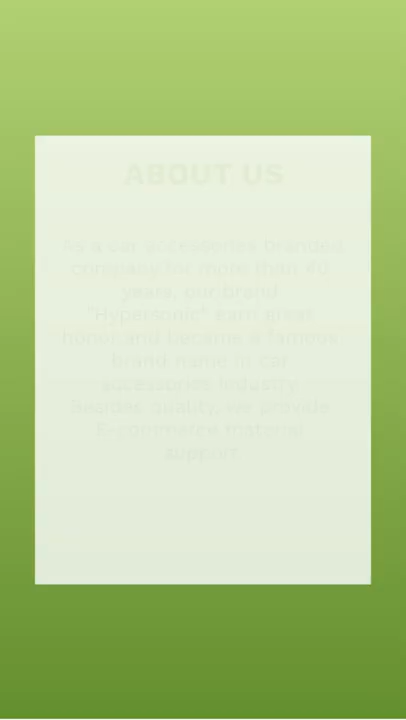 ABOUT US
As a car accessories branded
company for more than 40
years, our brand
"Hypersonic" earn great
honor and became a famous
brand name in car
accessories industry.
Besides quality, we provide
E-commerce material
support.